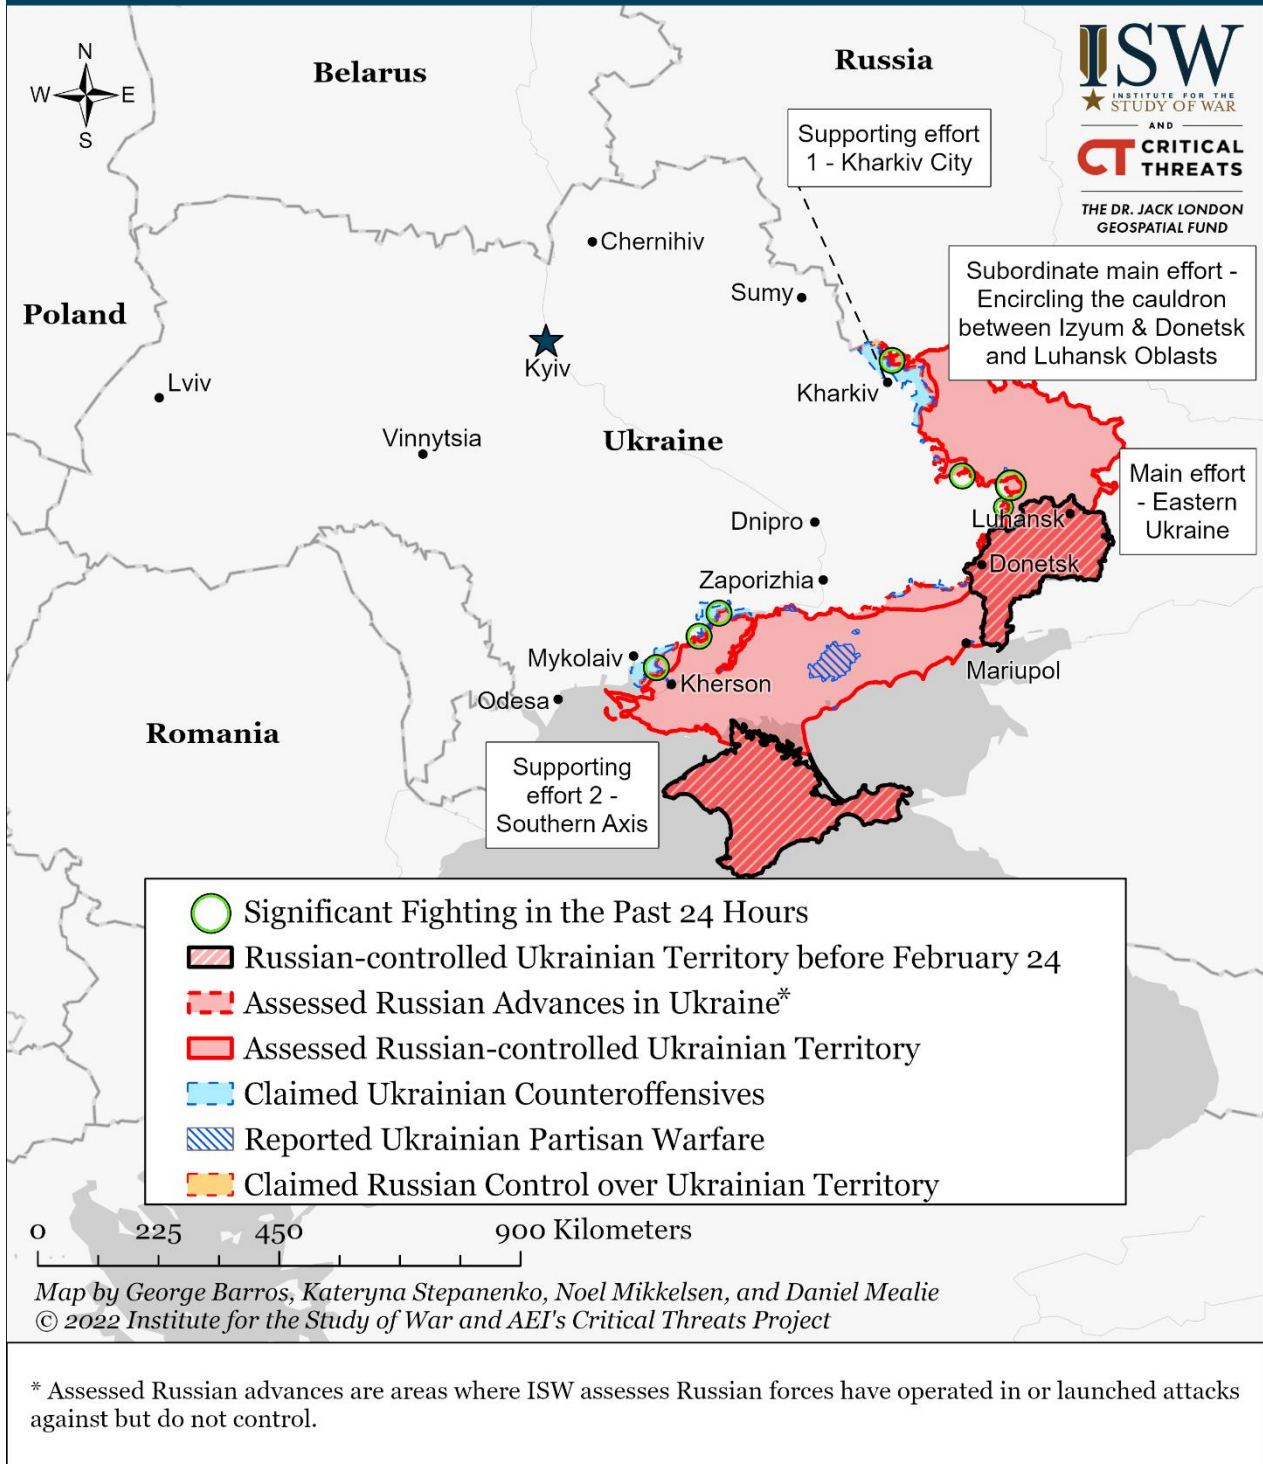 N
W
E
S
Belarus
Russia
ISW
INSTITUTE FOR THE
STUDY OF WAR
AND
CT CRITICAL
THREATS
THE DR. JACK LONDON
GEOSPATIAL FUND
Supporting effort
1 - Kharkiv City
Chernihiv
Sumy
Subordinate main effort -
Encircling the cauldron
between Izyum & Donetsk
and Luhansk Oblasts
Poland
Kyiv
Lviv
Kharkiv
Vinnytsia
Ukraine
Main effort
- Eastern
Ukraine
Dnipro
Luhansk
Donetsk
Zaporizhia
Mykolaiv
Mariupol
Kherson
Odesa
Romania
Supporting
effort 2 -
Southern Axis
Significant Fighting in the Past 24 Hours
Russian-controlled Ukrainian Territory before February 24
Assessed Russian Advances in Ukraine*
Assessed Russian-controlled Ukrainian Territory
Claimed Ukrainian Counteroffensives
Reported Ukrainian Partisan Warfare
Claimed Russian Control over Ukrainian Territory
0 225 450 900 Kilometers
Map by George Barros, Kateryna Stepanenko, Noel Mikkelsen, and Daniel Mealie
© 2022 Institute for the Study of War and AEI's Critical Threats Project
* Assessed Russian advances are areas where ISW assesses Russian forces have operated in or launched attacks
against but do not control.